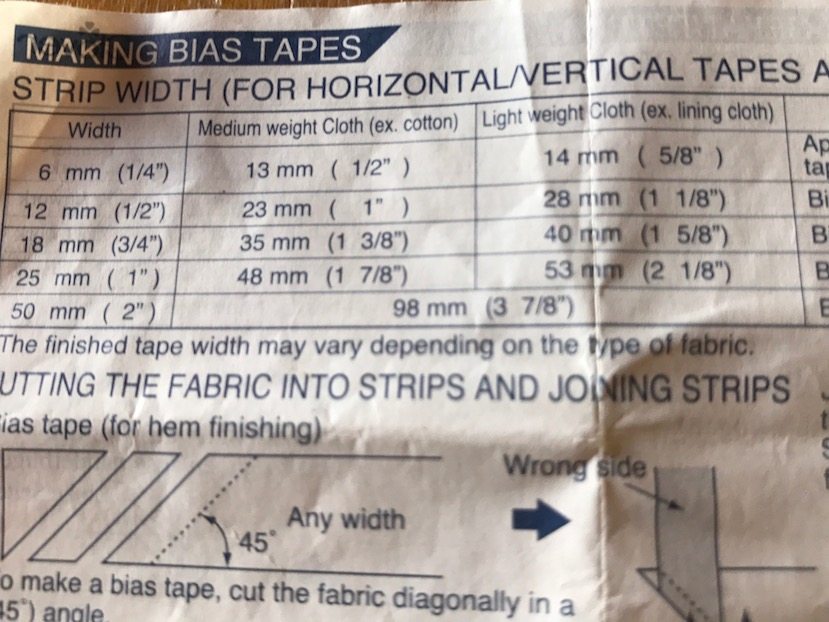 MAKING BIAS TAPES
STRIP WIDTH (FOR HORIZONTAL/VERTICAL TAPES A
Width Medium weight Cloth (ex. cotton) Light weight Cloth (ex. lining cloth)
6 mm (1/4") 13 mm ( 1/2" ) 14 mm ( 5/8" ) Ap
tap
12 mm (1/2") 23 mm ( 1" ) 28 mm (1 1/8") Bi
18 mm (3/4") 35 mm (1 3/8") 40 mm (1 5/8") B
25 mm ( 1") 48 mm (1 7/8") 53 mm (2 1/8") B
50 mm ( 2") 98 mm (3 7/8")
The finished tape width may vary depending on the type of fabric.
UTTING THE FABRIC INTO STRIPS AND JOINING STRIPS
ias tape (for hem finishing)
Wrong side
Any width
45°
o make a bias tape, cut the fabric diagonally in a
45°) angle